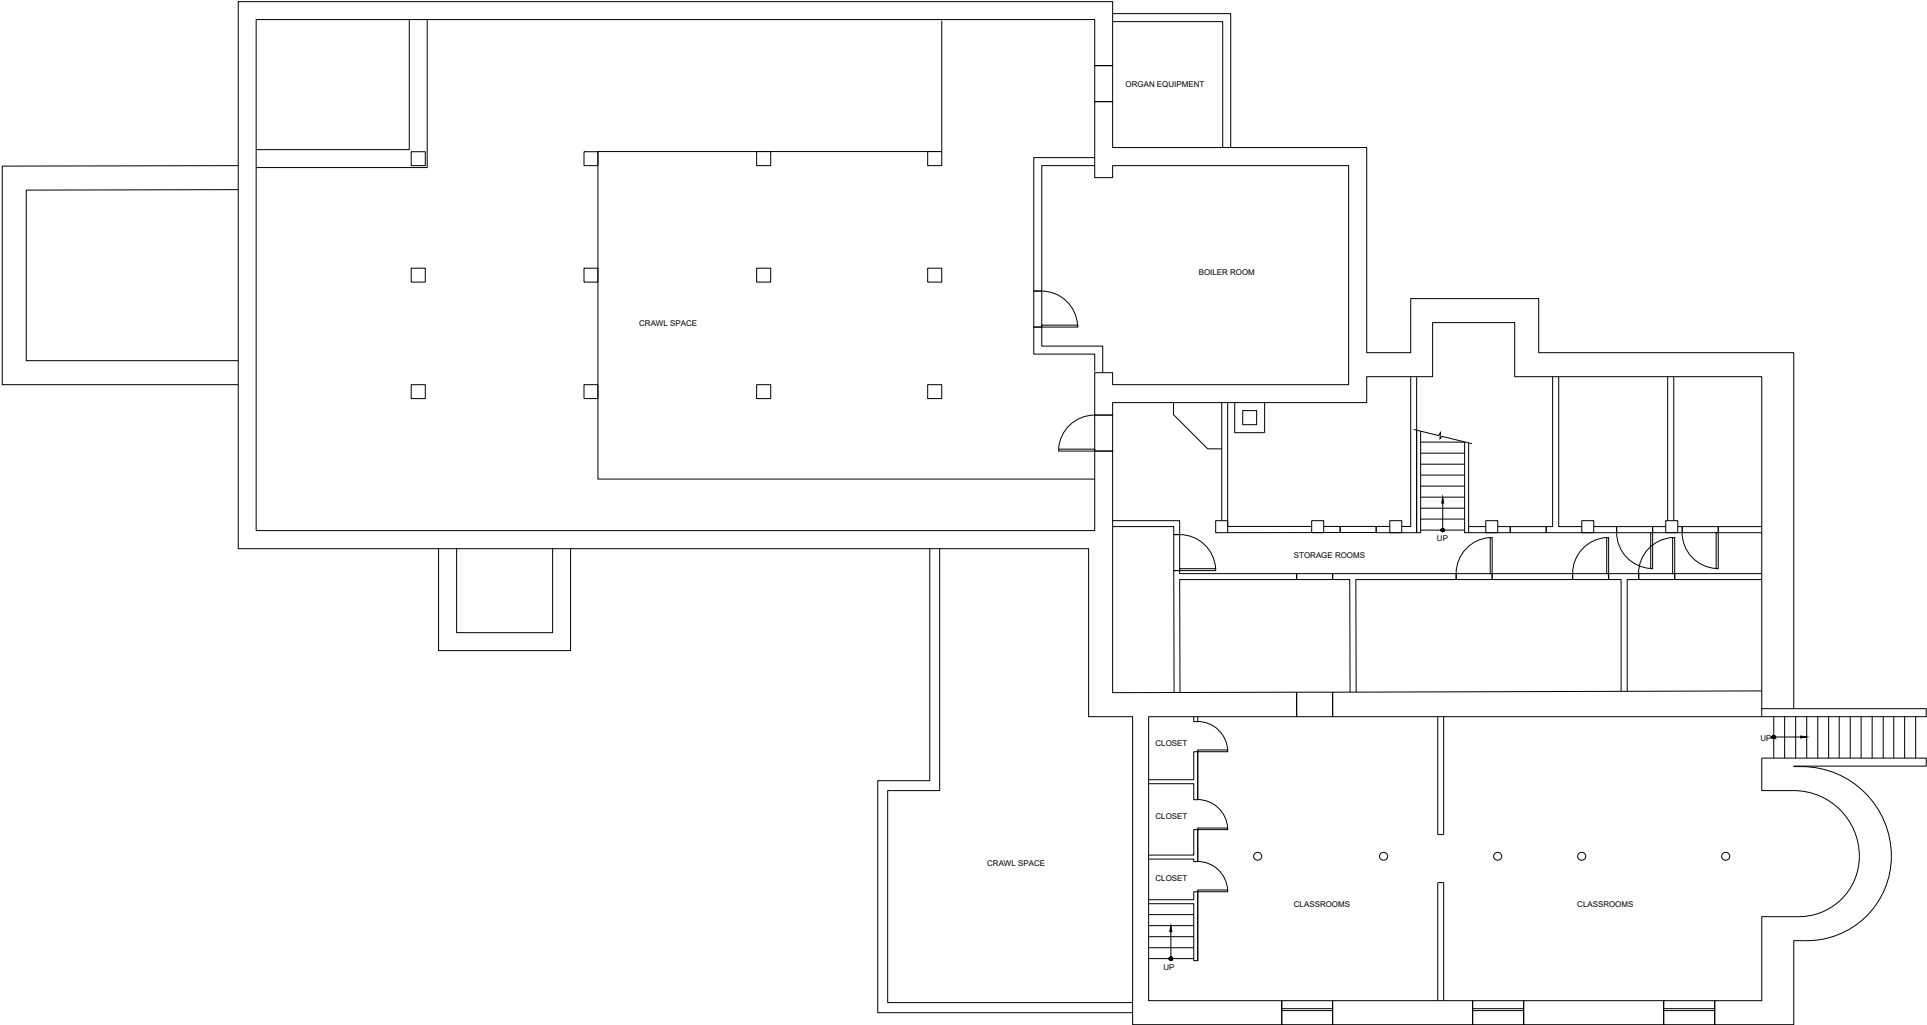 ORGAN EQUIPMENT
BOILER ROOM
CRAWL SPACE
UP
STORAGE ROOMS
UP
CLOSET
CLOSET
CRAWL SPACE
CLOSET
CLASSROOMS
CLASSROOMS
UP